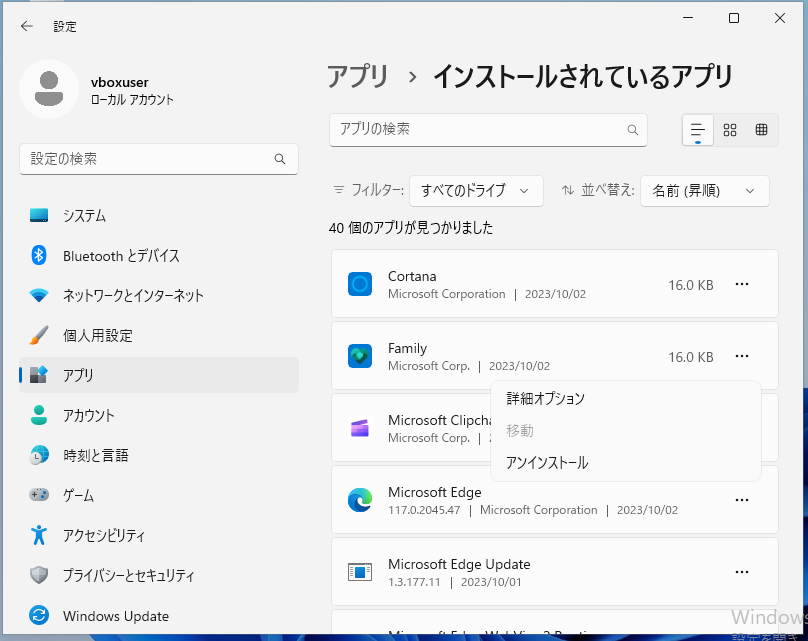 設定
vboxuser
ローカル アカウント
設定の検索
システム
Bluetooth とデバイス
ネットワークとインターネット
個人用設定
アプリ
アカウント
時刻と言語
ゲーム
アクセシビリティ
プライバシーとセキュリティ
Windows Update
アプリ › インストールされているアプリ
アプリの検索
フィルター: すべてのドライブ 並べ替え: 名前 (昇順)
40 個のアプリが見つかりました
Cortana
Microsoft Corporation | 2023/10/02
16.0 KB
Family
Microsoft Corp. | 2023/10/02
16.0 KB
詳細オプション
移動
アンインストール
Microsoft Clipcha
Microsoft Corp. |
Microsoft Edge
117.0.2045.47 | Microsoft Corporation | 2023/10/02
Microsoft Edge Update
1.3.177.11 | 2023/10/01
Microsoft Edge WebView2 Runtime
Windows
設定を開き